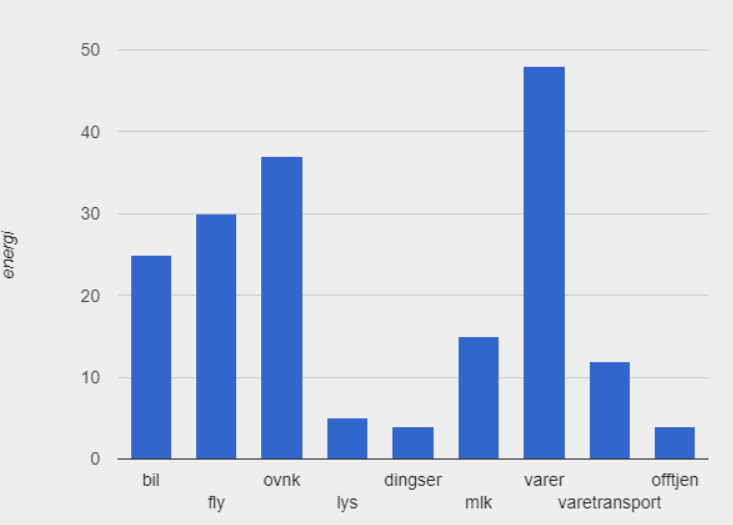 energi
50
40
30
20
10
0
bil
fly
ovnk
lys
dingser
mlk
varer
varetransport
offtjen